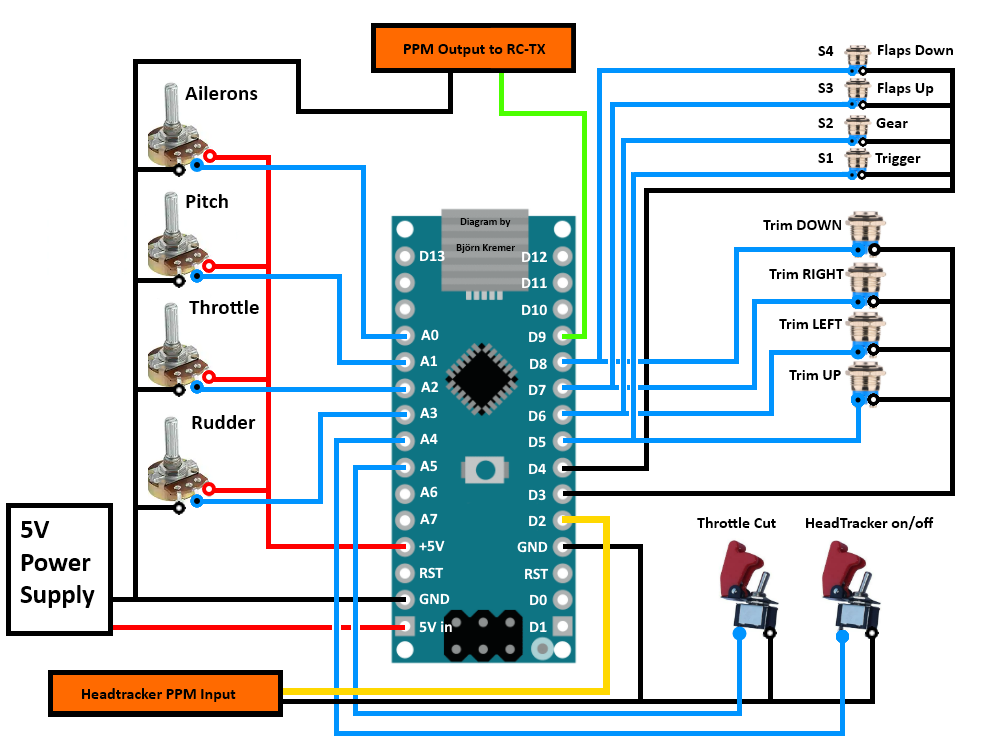 PPM Output to RC-TX
S4 Flaps Down
S3 Flaps Up
S2 Gear
S1 Trigger
Ailerons
Pitch
Throttle
Rudder
Diagram by
Björn Kremer
Trim DOWN
Trim RIGHT
Trim LEFT
Trim UP
D13 D12
D11
D10
A0 D9
A1 D8
A2 D7
A3 D6
A4 D5
A5 D4
A6 D3
A7 D2
+5V GND
RST RST
GND D0
5V in D1
5V
Power
Supply
Throttle Cut
HeadTracker on/off
Headtracker PPM Input